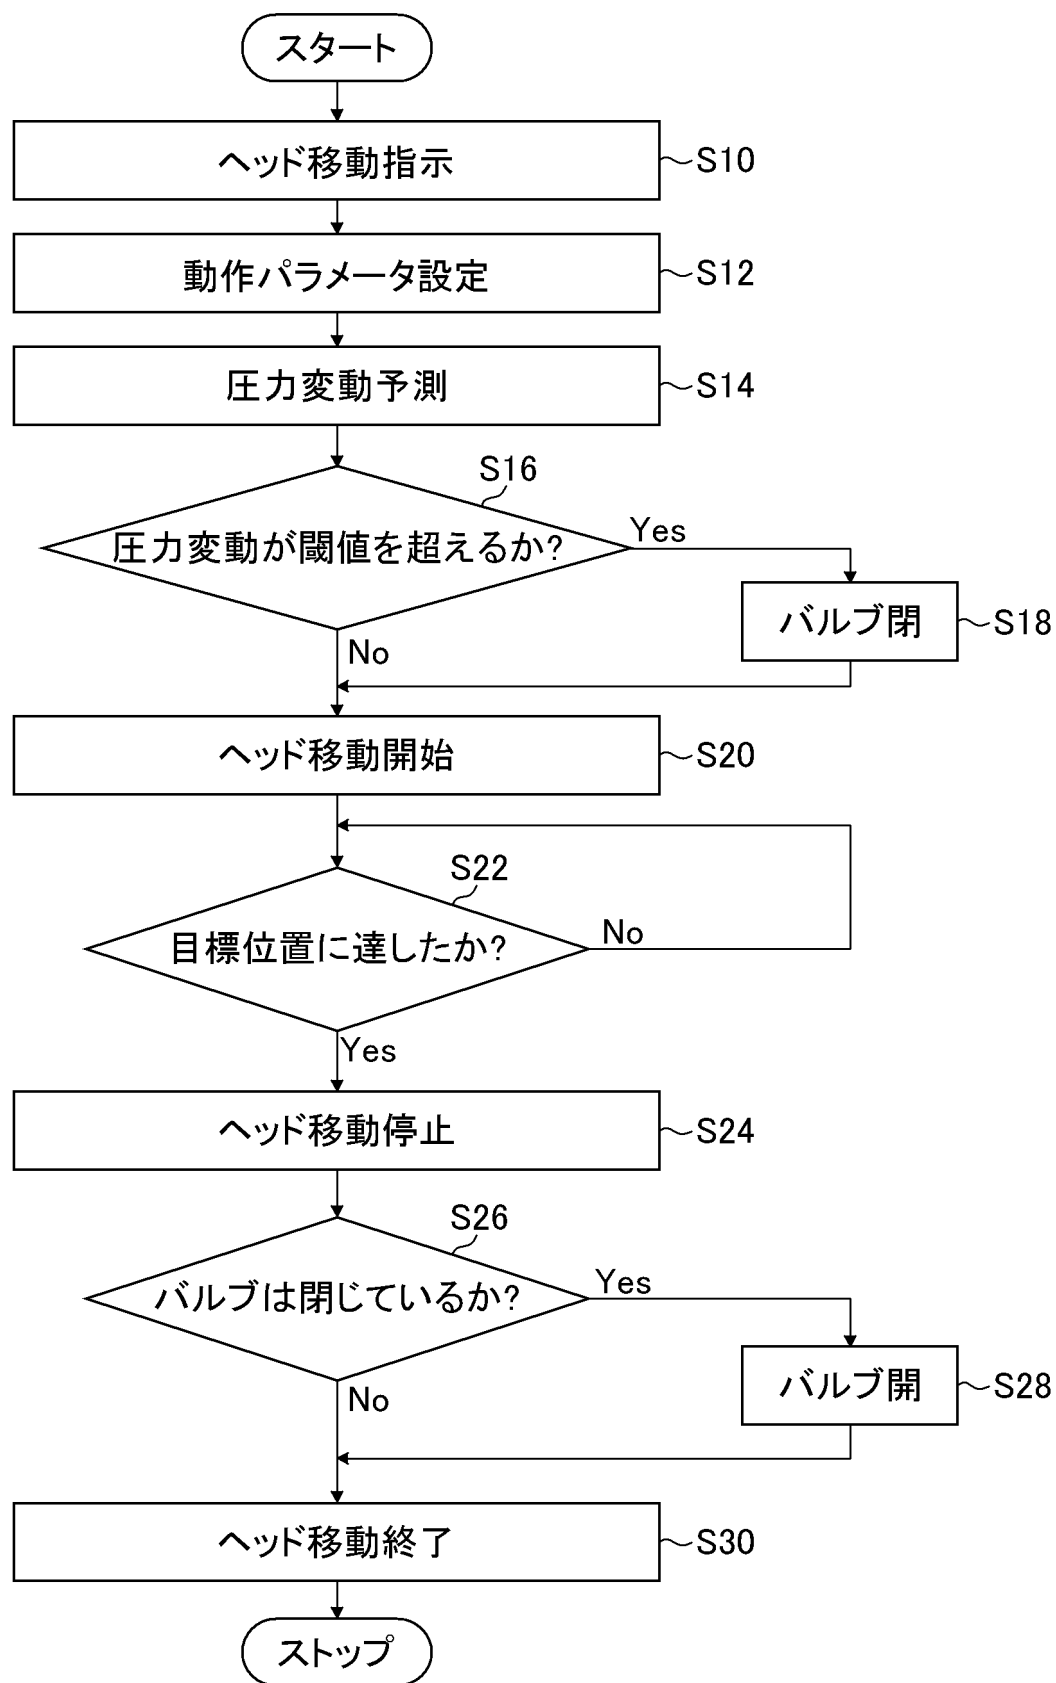 スタート
ヘッド移動指示
S10
動作パラメータ設定
S12
圧力変動予測
S14
S16
圧力変動が閾値を超えるか?
Yes
バルブ閉
S18
No
ヘッド移動開始
S20
S22
目標位置に達したか?
No
Yes
ヘッド移動停止
S24
S26
バルブは閉じているか?
Yes
バルブ開
S28
No
ヘッド移動終了
S30
ストップ